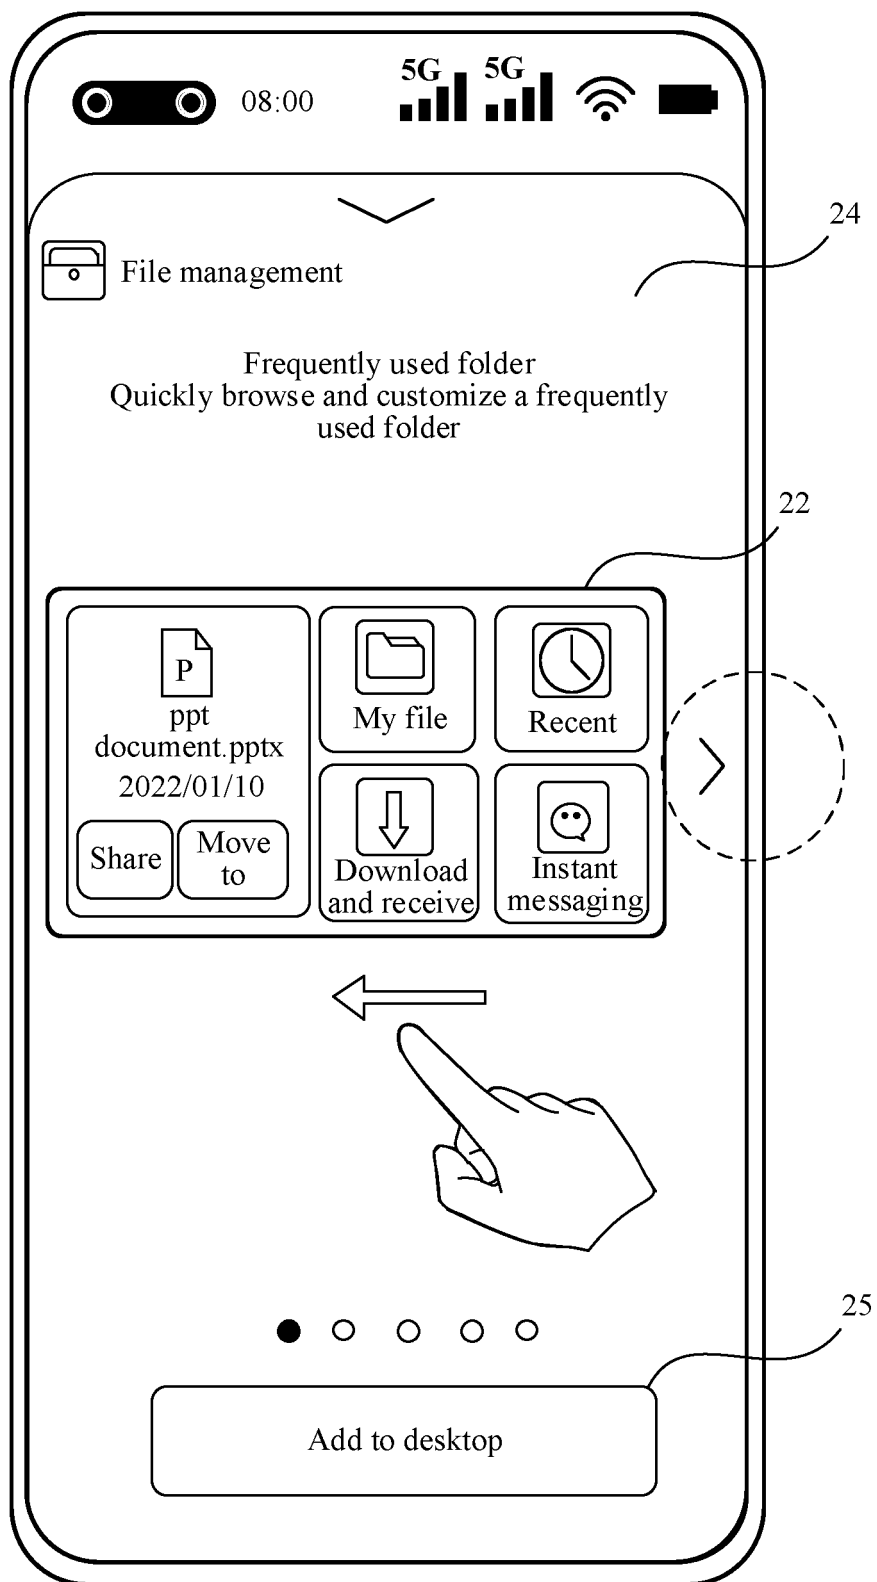 5G 5G
08:00
24
File management
Frequently used folder
Quickly browse and customize a frequently
used folder
22
P
ppt
document.pptx
2022/01/10
Share
Move
to
My file
Recent
Download
and receive
Instant
messaging
25
Add to desktop